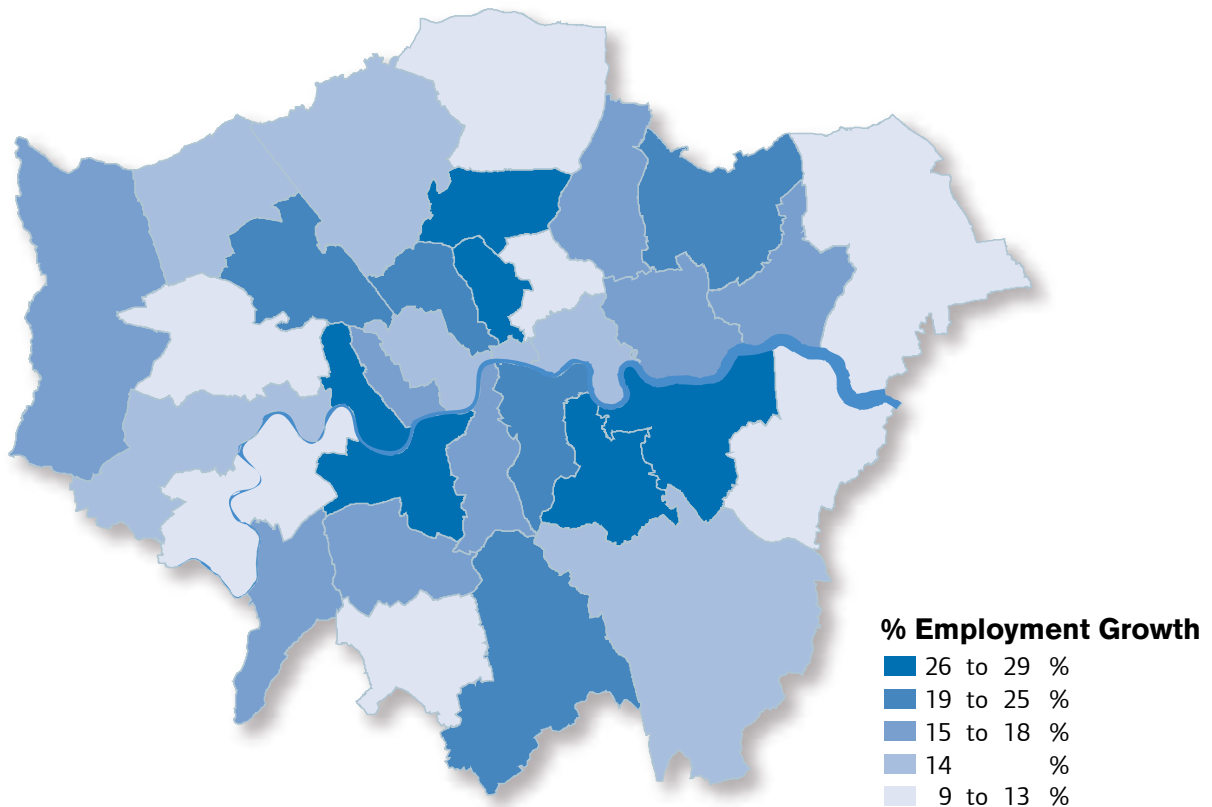 % Employment Growth
26 to 29 %
19 to 25 %
15 to 18 %
14 %
9 to 13 %